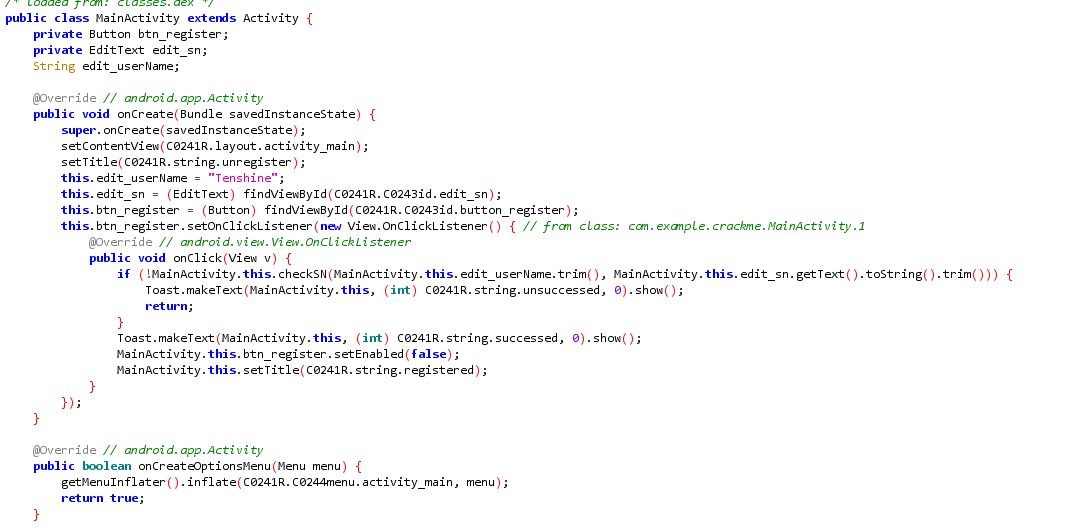 /* loaded from: classes.dex */
public class MainActivity extends Activity {
    private Button btn_register;
    private EditText edit_sn;
    String edit_userName;

    @Override // android.app.Activity
    public void onCreate(Bundle savedInstanceState) {
        super.onCreate(savedInstanceState);
        setContentView(C0241R.layout.activity_main);
        setTitle(C0241R.string.unregister);
        this.edit_userName = "Tenshine";
        this.edit_sn = (EditText) findViewById(C0241R.C0243id.edit_sn);
        this.btn_register = (Button) findViewById(C0241R.C0243id.button_register);
        this.btn_register.setOnClickListener(new View.OnClickListener() { // from class: com.example.crackme.MainActivity.1
            @Override // android.view.View.OnClickListener
            public void onClick(View v) {
                if (!MainActivity.this.checkSN(MainActivity.this.edit_userName.trim(), MainActivity.this.edit_sn.getText().toString().trim())) {
                    Toast.makeText(MainActivity.this, (int) C0241R.string.unsuccessed, 0).show();
                    return;
                }
                Toast.makeText(MainActivity.this, (int) C0241R.string.successed, 0).show();
                MainActivity.this.btn_register.setEnabled(false);
                MainActivity.this.setTitle(C0241R.string.registered);
            }
        });
    }

    @Override // android.app.Activity
    public boolean onCreateOptionsMenu(Menu menu) {
        getMenuInflater().inflate(C0241R.C0244menu.activity_main, menu);
        return true;
    }